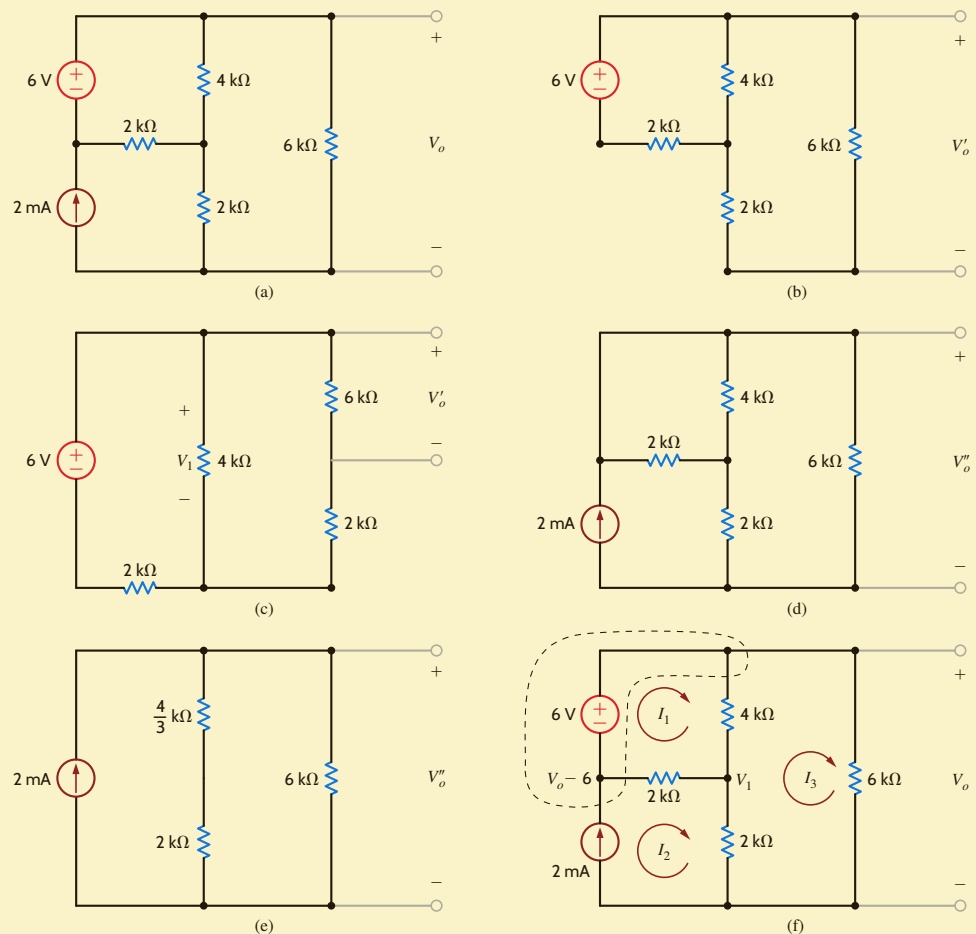 + +
6 V + − 4 kΩ 6 V + − 4 kΩ
2 kΩ 6 kΩ V_o 2 kΩ 6 kΩ V′_o
2 mA 2 kΩ 2 kΩ
− −
(a) (b)
+ +
6 kΩ V′_o 4 kΩ
+ −
6 V + − V_1 4 kΩ 2 kΩ 6 kΩ V″_o
−
2 kΩ 2 mA 2 kΩ
2 kΩ −
(c) (d)
+ +
4/3 kΩ 6 V + − I_1 4 kΩ
2 mA 6 kΩ V″_o V_o − 6 2 kΩ V_1 I_3 6 kΩ V_o
2 kΩ 2 mA I_2 2 kΩ
− −
(e) (f)